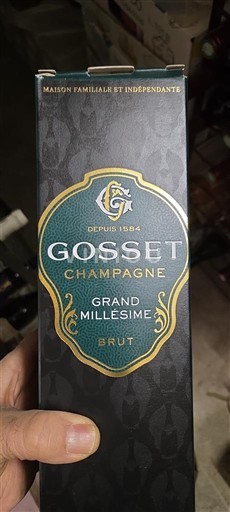 MAISON FAMILIALE ET INDÉPENDANTE
G
DEPUIS 1584
GOSSET
CHAMPAGNE
GRAND
MILLÉSIME
BRUT